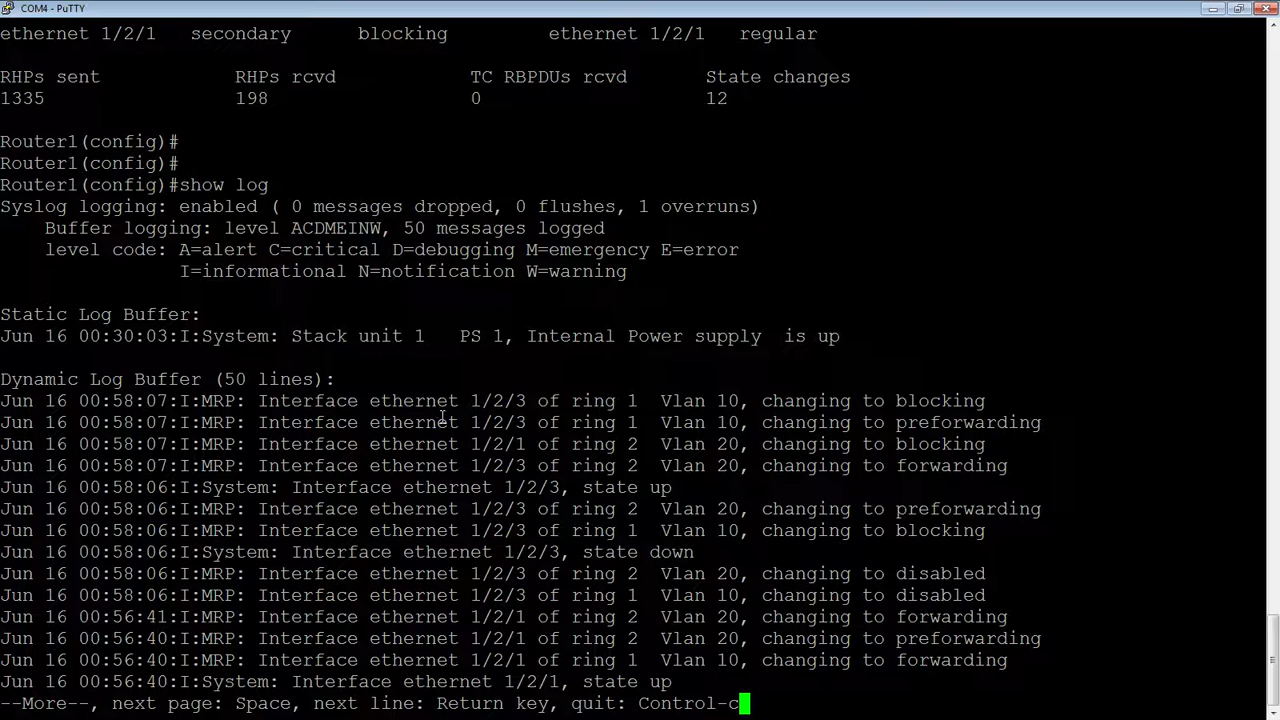 COM4 - PuTTY
ethernet 1/2/1   secondary      blocking         ethernet 1/2/1   regular
RHPs sent            RHPs rcvd            TC RBPDUs rcvd       State changes
1335                 198                  0                    12
Router1(config)#
Router1(config)#
Router1(config)#show log
Syslog logging: enabled ( 0 messages dropped, 0 flushes, 1 overruns)
    Buffer logging: level ACDMEINW, 50 messages logged
    level code: A=alert C=critical D=debugging M=emergency E=error
                I=informational N=notification W=warning
Static Log Buffer:
Jun 16 00:30:03:I:System: Stack unit 1   PS 1, Internal Power supply  is up
Dynamic Log Buffer (50 lines):
Jun 16 00:58:07:I:MRP: Interface ethernet 1/2/3 of ring 1  Vlan 10, changing to blocking
Jun 16 00:58:07:I:MRP: Interface ethernet 1/2/3 of ring 1  Vlan 10, changing to preforwarding
Jun 16 00:58:07:I:MRP: Interface ethernet 1/2/1 of ring 2  Vlan 20, changing to blocking
Jun 16 00:58:07:I:MRP: Interface ethernet 1/2/3 of ring 2  Vlan 20, changing to forwarding
Jun 16 00:58:06:I:System: Interface ethernet 1/2/3, state up
Jun 16 00:58:06:I:MRP: Interface ethernet 1/2/3 of ring 2  Vlan 20, changing to preforwarding
Jun 16 00:58:06:I:MRP: Interface ethernet 1/2/3 of ring 1  Vlan 10, changing to blocking
Jun 16 00:58:06:I:System: Interface ethernet 1/2/3, state down
Jun 16 00:58:06:I:MRP: Interface ethernet 1/2/3 of ring 2  Vlan 20, changing to disabled
Jun 16 00:58:06:I:MRP: Interface ethernet 1/2/3 of ring 1  Vlan 10, changing to disabled
Jun 16 00:56:41:I:MRP: Interface ethernet 1/2/1 of ring 2  Vlan 20, changing to forwarding
Jun 16 00:56:40:I:MRP: Interface ethernet 1/2/1 of ring 2  Vlan 20, changing to preforwarding
Jun 16 00:56:40:I:MRP: Interface ethernet 1/2/1 of ring 1  Vlan 10, changing to forwarding
Jun 16 00:56:40:I:System: Interface ethernet 1/2/1, state up
--More--, next page: Space, next line: Return key, quit: Control-c